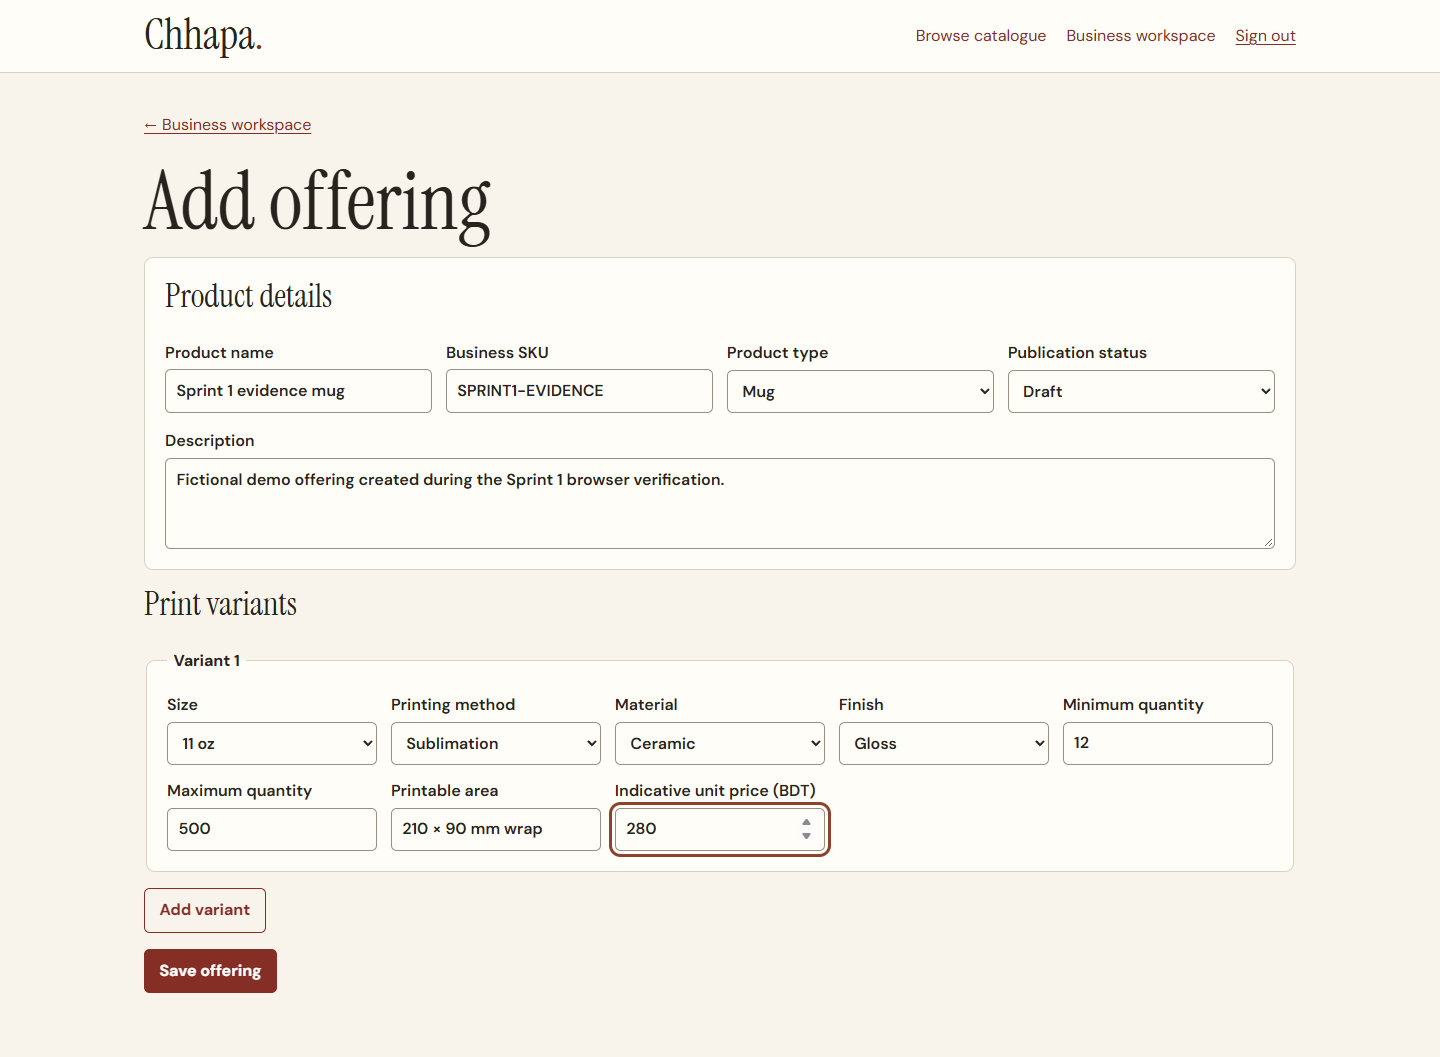 Chhapa.
Browse catalogue Business workspace Sign out
← Business workspace
Add offering
Product details
Product name Business SKU Product type Publication status
Sprint 1 evidence mug SPRINT1-EVIDENCE Mug Draft
Description
Fictional demo offering created during the Sprint 1 browser verification.
Print variants
Variant 1
Size Printing method Material Finish Minimum quantity
11 oz Sublimation Ceramic Gloss 12
Maximum quantity Printable area Indicative unit price (BDT)
500 210 × 90 mm wrap 280
Add variant
Save offering